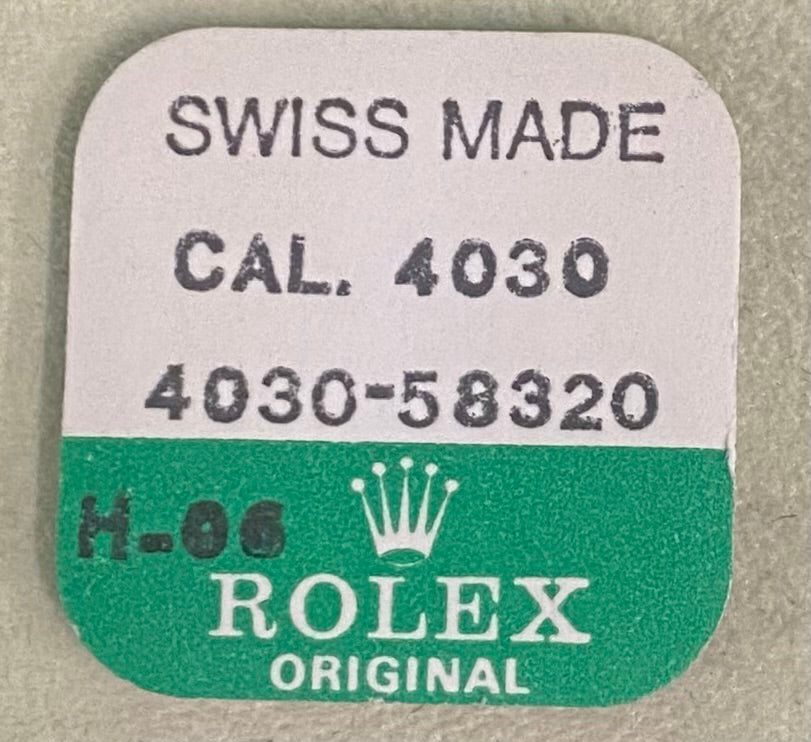 SWISS MADE
CAL. 4030
4030-58320
H-06
ROLEX
ORIGINAL